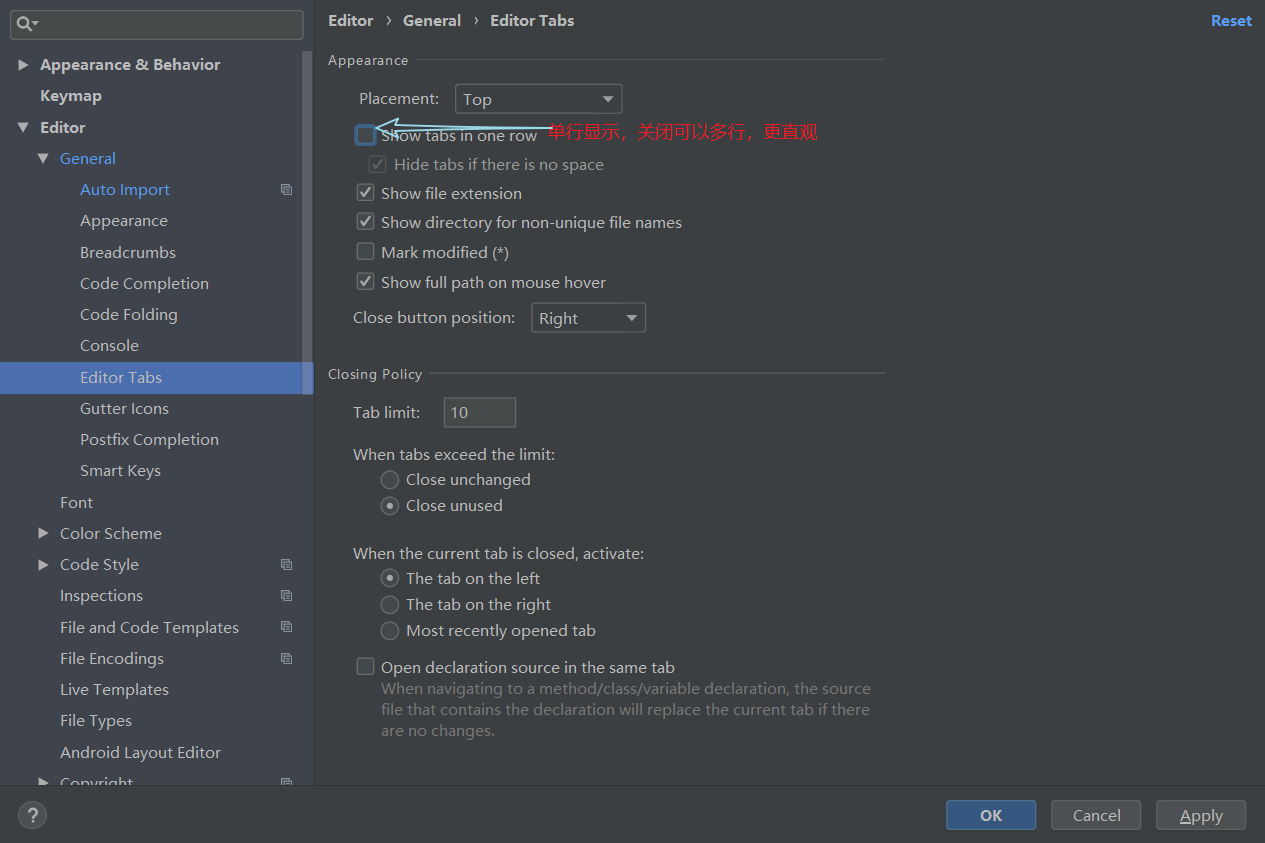 Editor › General › Editor Tabs
Reset
Appearance & Behavior
Keymap
Editor
General
Auto Import
Appearance
Breadcrumbs
Code Completion
Code Folding
Console
Editor Tabs
Gutter Icons
Postfix Completion
Smart Keys
Font
Color Scheme
Code Style
Inspections
File and Code Templates
File Encodings
Live Templates
File Types
Android Layout Editor
Copyright
Appearance
Placement: Top
Show tabs in one row 单行显示，关闭可以多行，更直观
Hide tabs if there is no space
Show file extension
Show directory for non-unique file names
Mark modified (*)
Show full path on mouse hover
Close button position: Right
Closing Policy
Tab limit: 10
When tabs exceed the limit:
Close unchanged
Close unused
When the current tab is closed, activate:
The tab on the left
The tab on the right
Most recently opened tab
Open declaration source in the same tab
When navigating to a method/class/variable declaration, the source
file that contains the declaration will replace the current tab if there
are no changes.
?
OK
Cancel
Apply